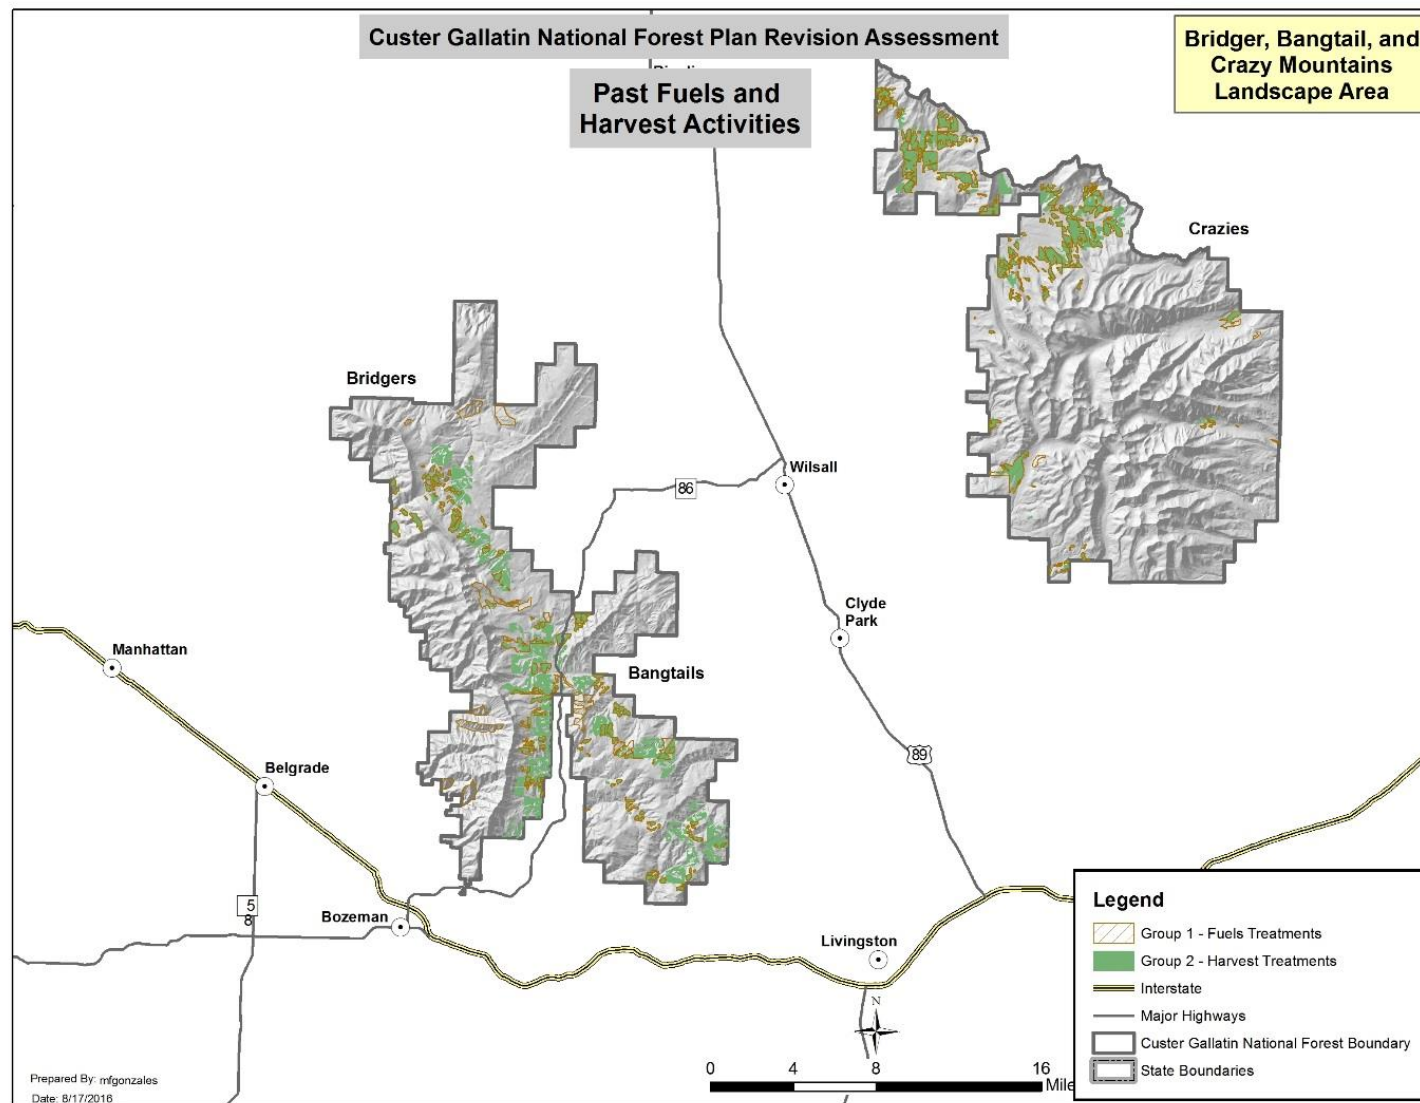 Custer Gallatin National Forest Plan Revision Assessment
Bridger, Bangtail, and
Crazy Mountains
Landscape Area
Past Fuels and
Harvest Activities
Crazies
Bridgers
Wilsall
86
Clyde
Park
Manhattan
Bangtails
89
Belgrade
5
8
Bozeman
Livingston
Legend
Group 1 - Fuels Treatments
Group 2 - Harvest Treatments
Interstate
Major Highways
Custer Gallatin National Forest Boundary
State Boundaries
N
0 4 8 16
Mile
Prepared By: mfgonzales
Date: 8/17/2016